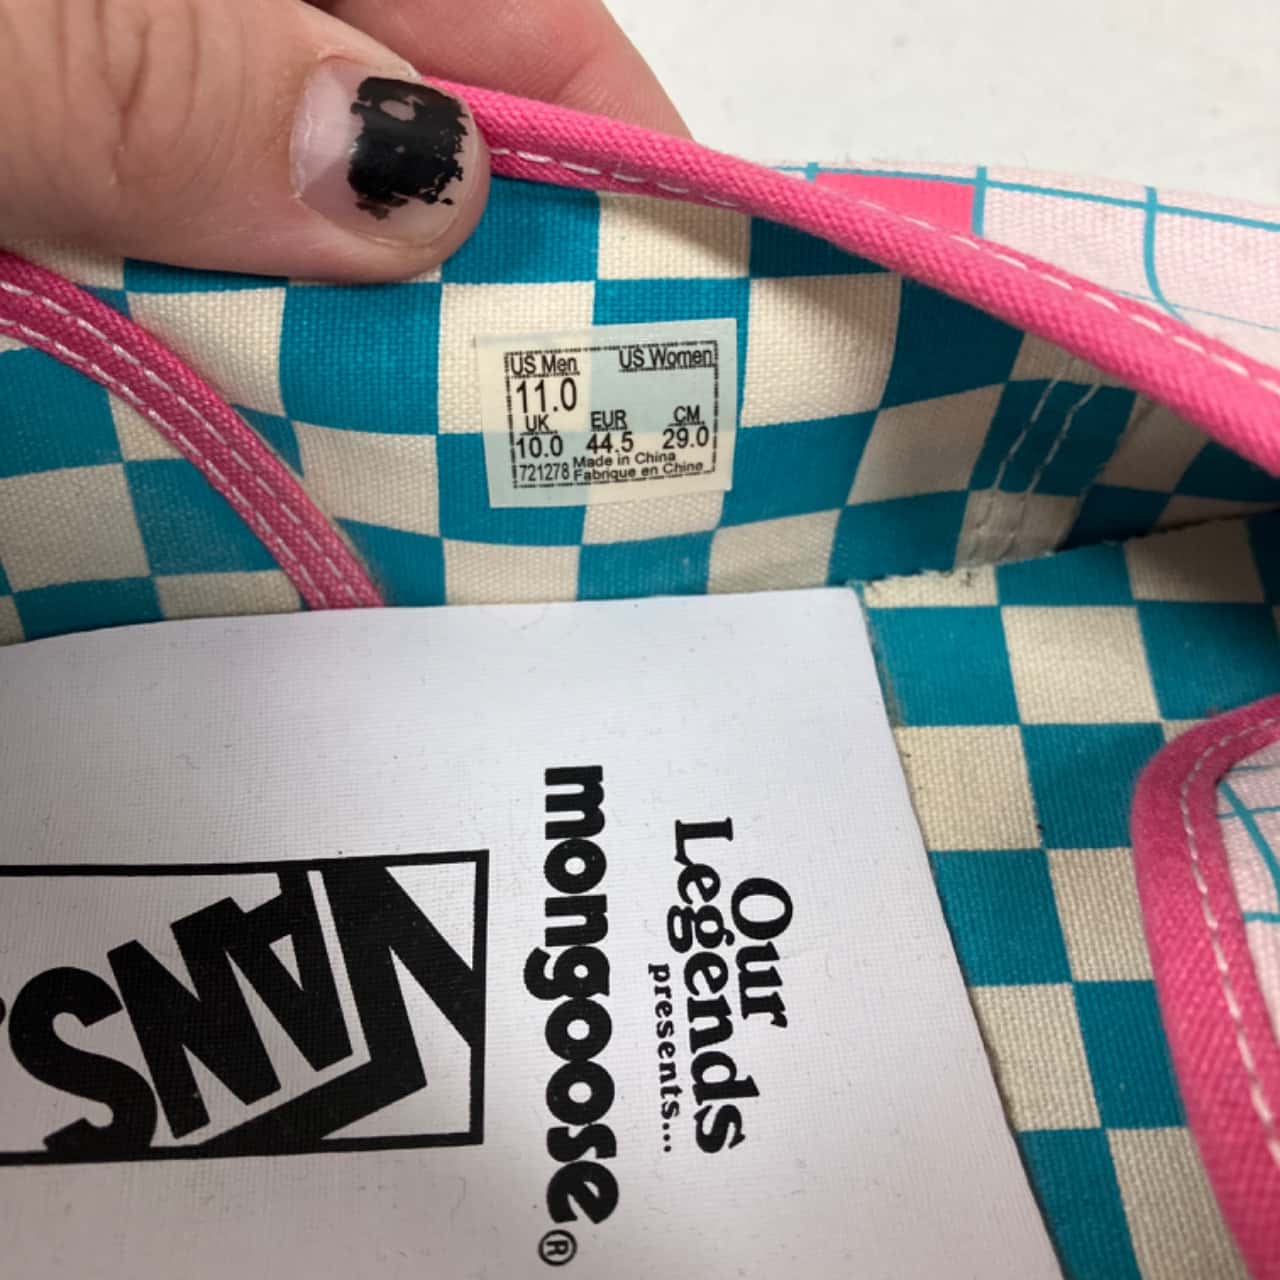 US Men US Women
11.0
UK EUR CM
10.0 44.5 29.0
721278 Made in China
Fabrique en Chine
Our
Legends
presents...
mongoose®
VANS